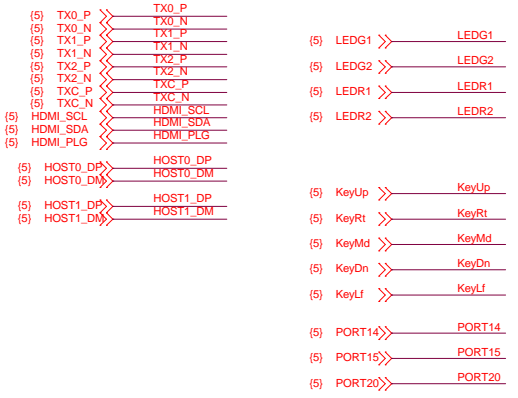 {5} TX0_P TX0_P
{5} TX0_N TX0_N
{5} TX1_P TX1_P
{5} TX1_N TX1_N
{5} TX2_P TX2_P
{5} TX2_N TX2_N
{5} TXC_P TXC_P
{5} TXC_N TXC_N
{5} HDMI_SCL HDMI_SCL
{5} HDMI_SDA HDMI_SDA
{5} HDMI_PLG HDMI_PLG
{5} HOST0_DP HOST0_DP
{5} HOST0_DM HOST0_DM
{5} HOST1_DP HOST1_DP
{5} HOST1_DM HOST1_DM
{5} LEDG1 LEDG1
{5} LEDG2 LEDG2
{5} LEDR1 LEDR1
{5} LEDR2 LEDR2
{5} KeyUp KeyUp
{5} KeyRt KeyRt
{5} KeyMd KeyMd
{5} KeyDn KeyDn
{5} KeyLf KeyLf
{5} PORT14 PORT14
{5} PORT15 PORT15
{5} PORT20 PORT20